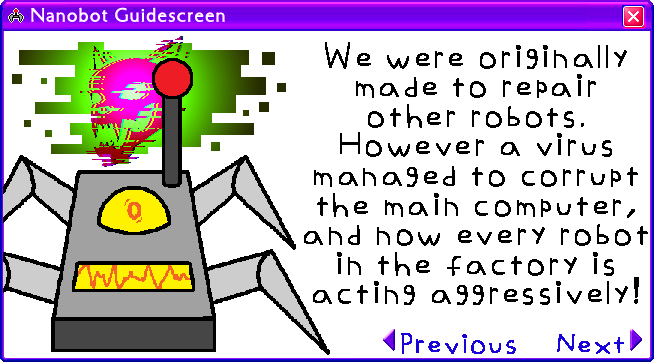 Nanobot Guidescreen
We were originally
made to repair
other robots.
However a virus
managed to corrupt
the main computer,
and now every robot
in the factory is
acting aggressively!
Previous Next